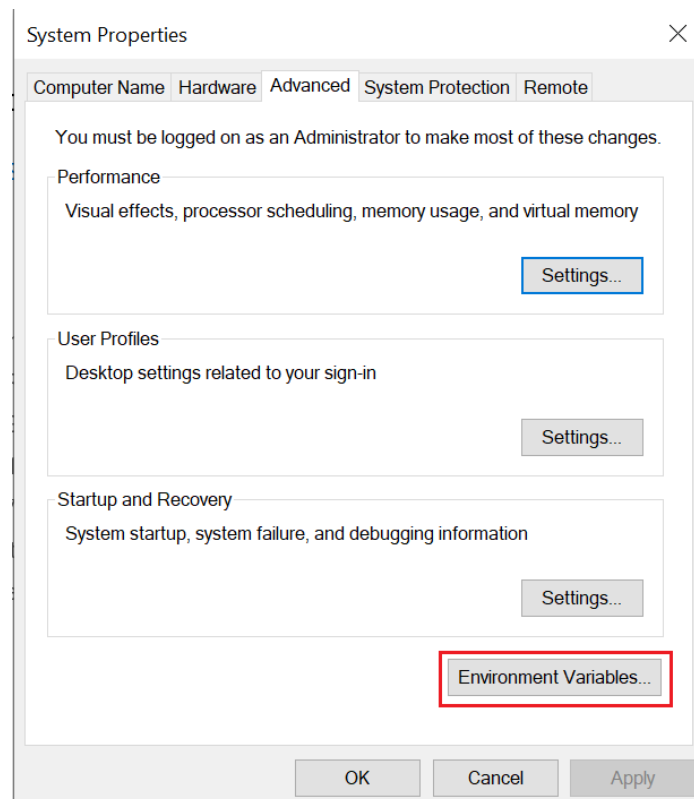 System Properties
Computer Name Hardware Advanced System Protection Remote
You must be logged on as an Administrator to make most of these changes.
Performance
Visual effects, processor scheduling, memory usage, and virtual memory
Settings...
User Profiles
Desktop settings related to your sign-in
Settings...
Startup and Recovery
System startup, system failure, and debugging information
Settings...
Environment Variables...
OK Cancel Apply